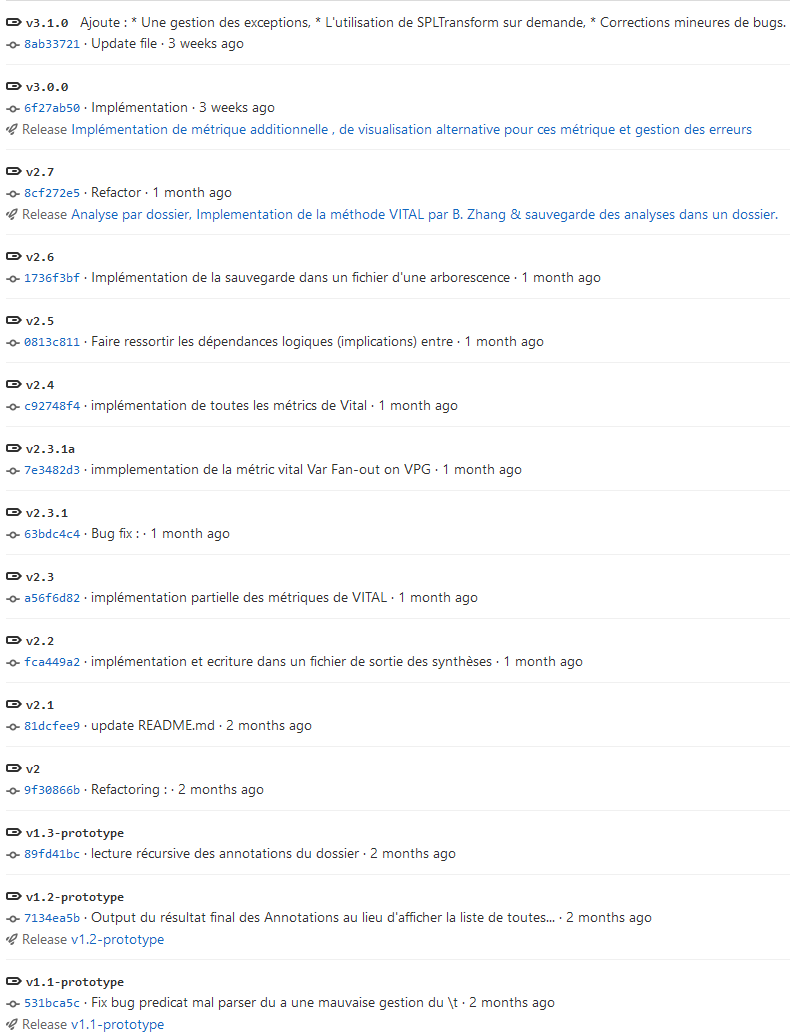 v3.1.0 Ajoute : * Une gestion des exceptions, * L'utilisation de SPLTransform sur demande, * Corrections mineures de bugs.
8ab33721 · Update file · 3 weeks ago
v3.0.0
6f27ab50 · Implémentation · 3 weeks ago
Release Implémentation de métrique additionnelle , de visualisation alternative pour ces métrique et gestion des erreurs
v2.7
8cf272e5 · Refactor · 1 month ago
Release Analyse par dossier, Implementation de la méthode VITAL par B. Zhang & sauvegarde des analyses dans un dossier.
v2.6
1736f3bf · Implémentation de la sauvegarde dans un fichier d'une arborescence · 1 month ago
v2.5
0813c811 · Faire ressortir les dépendances logiques (implications) entre · 1 month ago
v2.4
c92748f4 · implémentation de toutes les métrics de Vital · 1 month ago
v2.3.1a
7e3482d3 · immplementation de la métric vital Var Fan-out on VPG · 1 month ago
v2.3.1
63bdc4c4 · Bug fix : · 1 month ago
v2.3
a56f6d82 · implémentation partielle des métriques de VITAL · 1 month ago
v2.2
fca449a2 · implémentation et ecriture dans un fichier de sortie des synthèses · 1 month ago
v2.1
81dcfee9 · update README.md · 2 months ago
v2
9f30866b · Refactoring : · 2 months ago
v1.3-prototype
89fd41bc · lecture récursive des annotations du dossier · 2 months ago
v1.2-prototype
7134ea5b · Output du résultat final des Annotations au lieu d'afficher la liste de toutes... · 2 months ago
Release v1.2-prototype
v1.1-prototype
531bca5c · Fix bug predicat mal parser du a une mauvaise gestion du \t · 2 months ago
Release v1.1-prototype